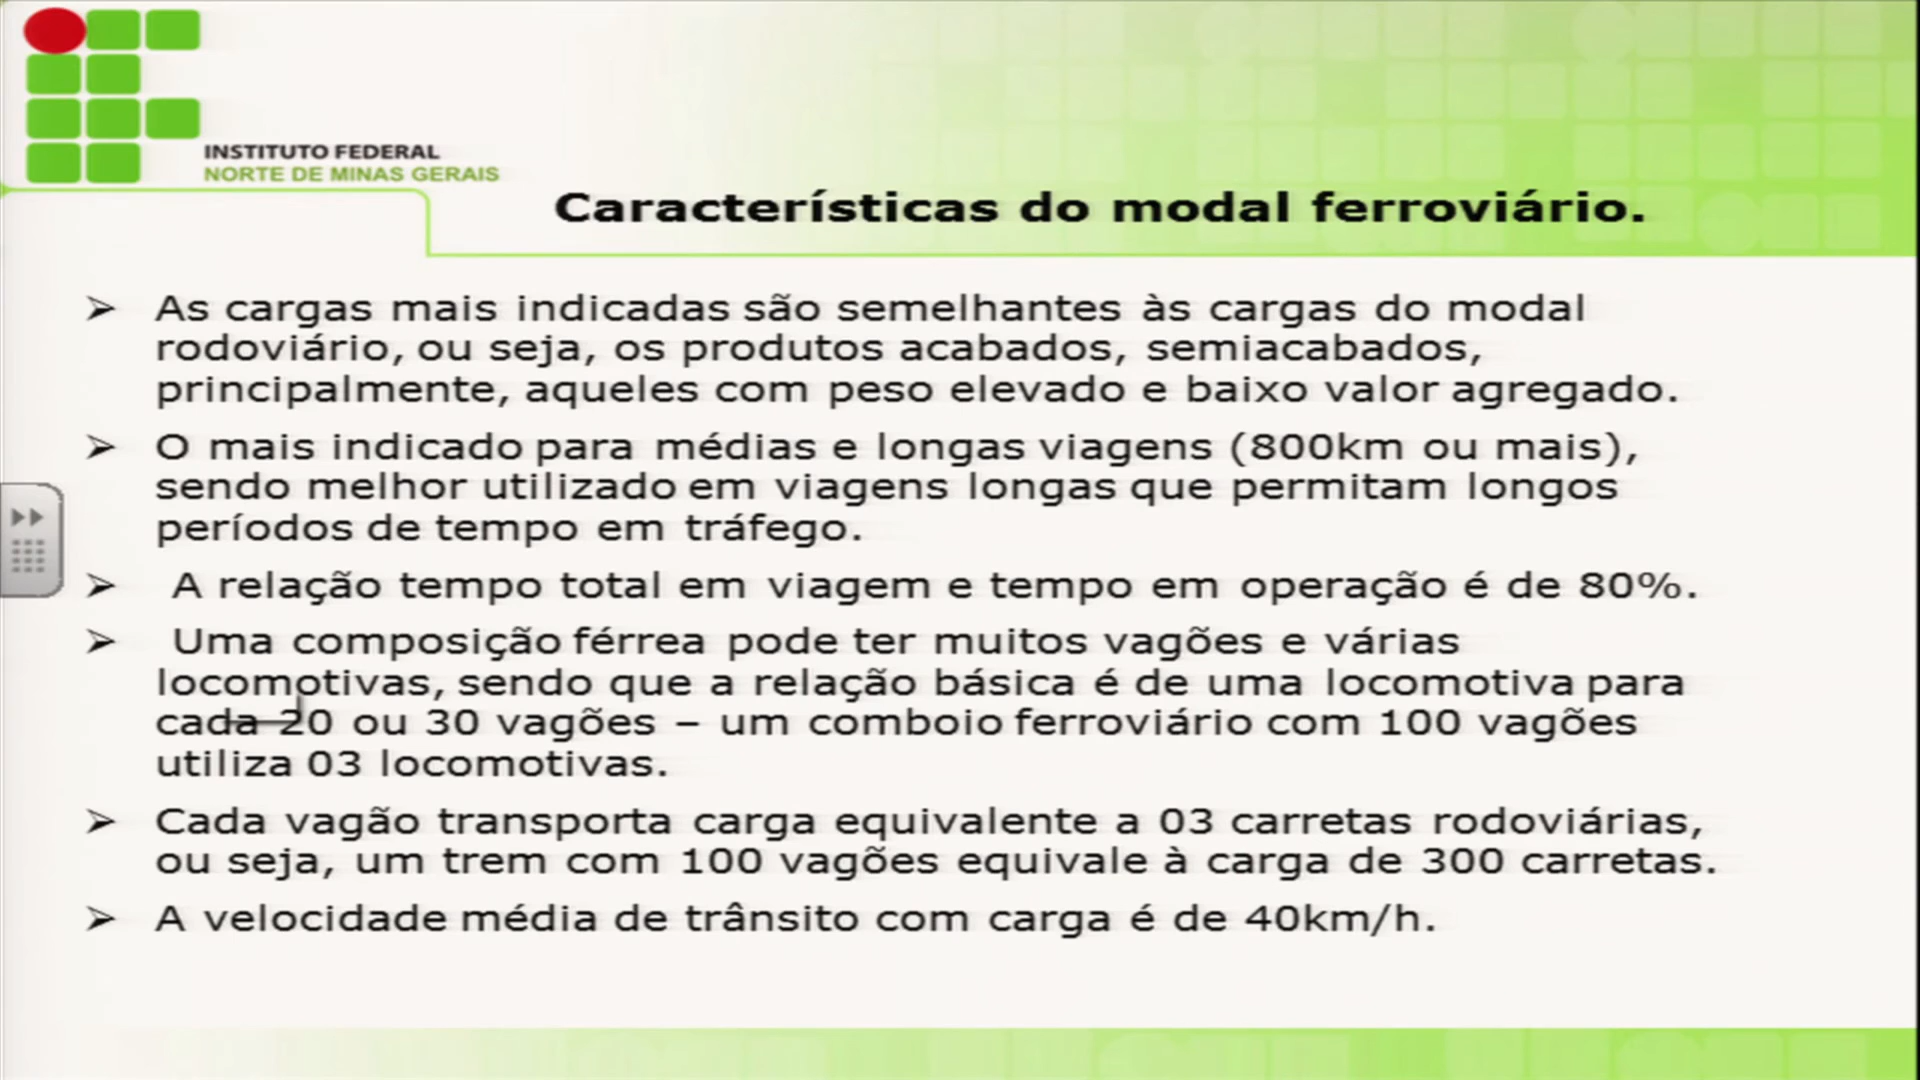 INSTITUTO FEDERAL
NORTE DE MINAS GERAIS
Características do modal ferroviário.
As cargas mais indicadas são semelhantes às cargas do modal
rodoviário, ou seja, os produtos acabados, semiacabados,
principalmente, aqueles com peso elevado e baixo valor agregado.
O mais indicado para médias e longas viagens (800km ou mais),
sendo melhor utilizado em viagens longas que permitam longos
períodos de tempo em tráfego.
A relação tempo total em viagem e tempo em operação é de 80%.
Uma composição férrea pode ter muitos vagões e várias
locomotivas, sendo que a relação básica é de uma locomotiva para
cada 20 ou 30 vagões – um comboio ferroviário com 100 vagões
utiliza 03 locomotivas.
Cada vagão transporta carga equivalente a 03 carretas rodoviárias,
ou seja, um trem com 100 vagões equivale à carga de 300 carretas.
A velocidade média de trânsito com carga é de 40km/h.